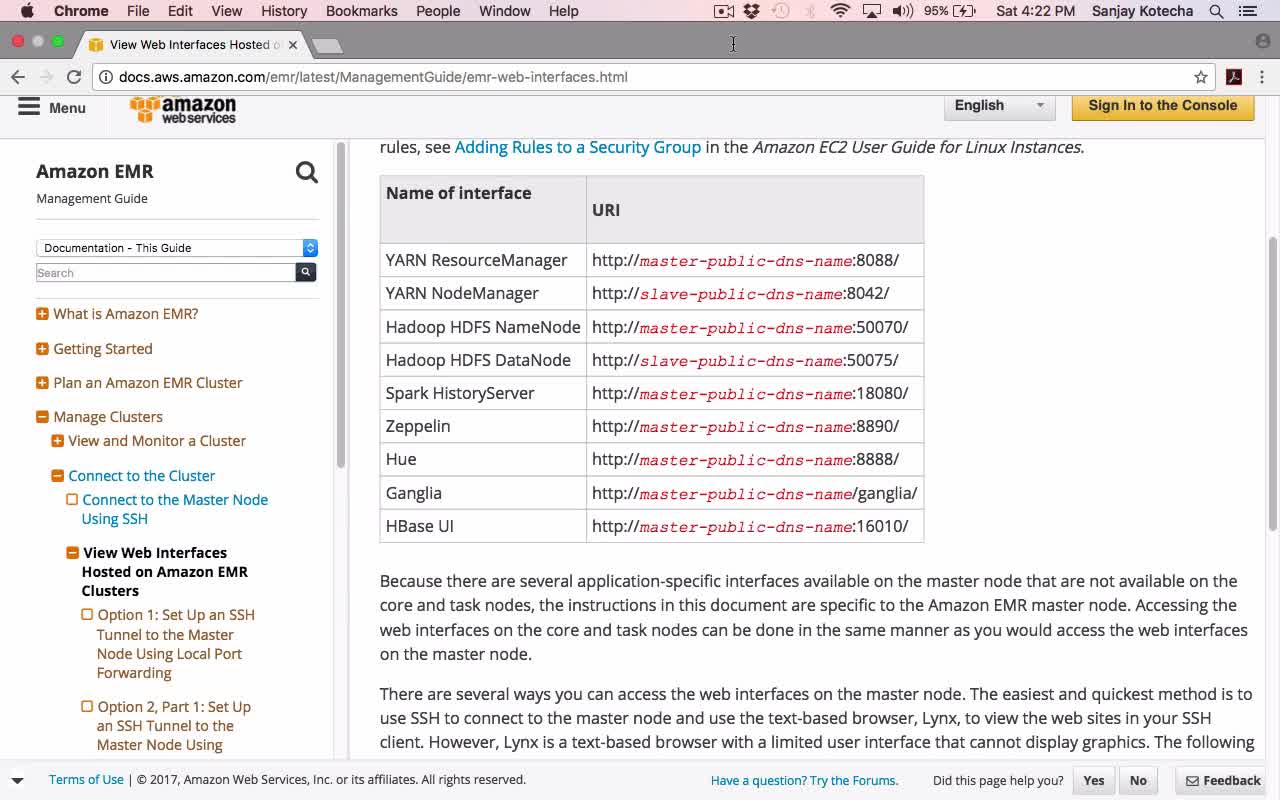 Chrome File Edit View History Bookmarks People Window Help 95% Sat 4:22 PM Sanjay Kotecha
View Web Interfaces Hosted o
docs.aws.amazon.com/emr/latest/ManagementGuide/emr-web-interfaces.html
Menu
amazon
web services
English
Sign In to the Console
Amazon EMR
Management Guide
Documentation - This Guide
Search
What is Amazon EMR?
Getting Started
Plan an Amazon EMR Cluster
Manage Clusters
View and Monitor a Cluster
Connect to the Cluster
Connect to the Master Node
Using SSH
View Web Interfaces
Hosted on Amazon EMR
Clusters
Option 1: Set Up an SSH
Tunnel to the Master
Node Using Local Port
Forwarding
Option 2, Part 1: Set Up
an SSH Tunnel to the
Master Node Using
rules, see Adding Rules to a Security Group in the Amazon EC2 User Guide for Linux Instances.
Name of interface URI
YARN ResourceManager http://master-public-dns-name:8088/
YARN NodeManager http://slave-public-dns-name:8042/
Hadoop HDFS NameNode http://master-public-dns-name:50070/
Hadoop HDFS DataNode http://slave-public-dns-name:50075/
Spark HistoryServer http://master-public-dns-name:18080/
Zeppelin http://master-public-dns-name:8890/
Hue http://master-public-dns-name:8888/
Ganglia http://master-public-dns-name/ganglia/
HBase UI http://master-public-dns-name:16010/
Because there are several application-specific interfaces available on the master node that are not available on the
core and task nodes, the instructions in this document are specific to the Amazon EMR master node. Accessing the
web interfaces on the core and task nodes can be done in the same manner as you would access the web interfaces
on the master node.
There are several ways you can access the web interfaces on the master node. The easiest and quickest method is to
use SSH to connect to the master node and use the text-based browser, Lynx, to view the web sites in your SSH
client. However, Lynx is a text-based browser with a limited user interface that cannot display graphics. The following
Terms of Use | © 2017, Amazon Web Services, Inc. or its affiliates. All rights reserved. Have a question? Try the Forums. Did this page help you? Yes No Feedback